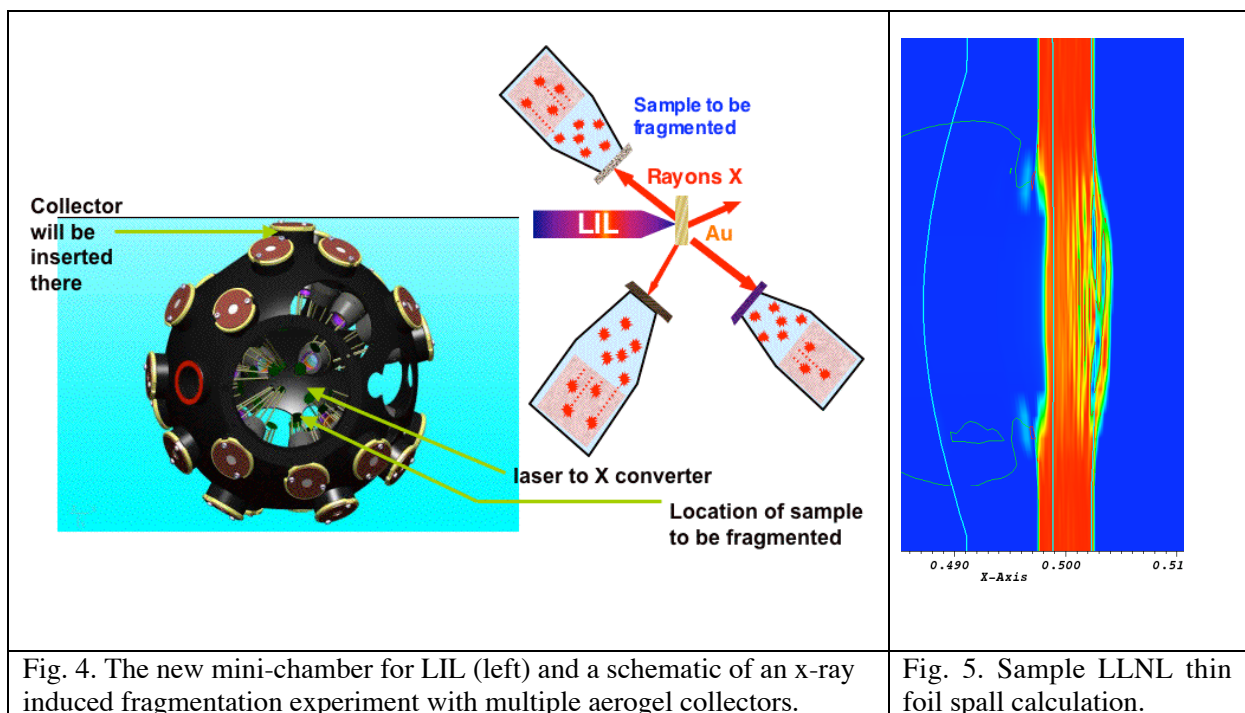 Collector
will be
inserted
there
laser to X converter
Location of sample
to be fragmented
Sample to be
fragmented
Rayons X
LIL
Au
0.490
0.500
0.51
X-Axis
Fig. 4. The new mini-chamber for LIL (left) and a schematic of an x-ray
induced fragmentation experiment with multiple aerogel collectors.
Fig. 5. Sample LLNL thin
foil spall calculation.